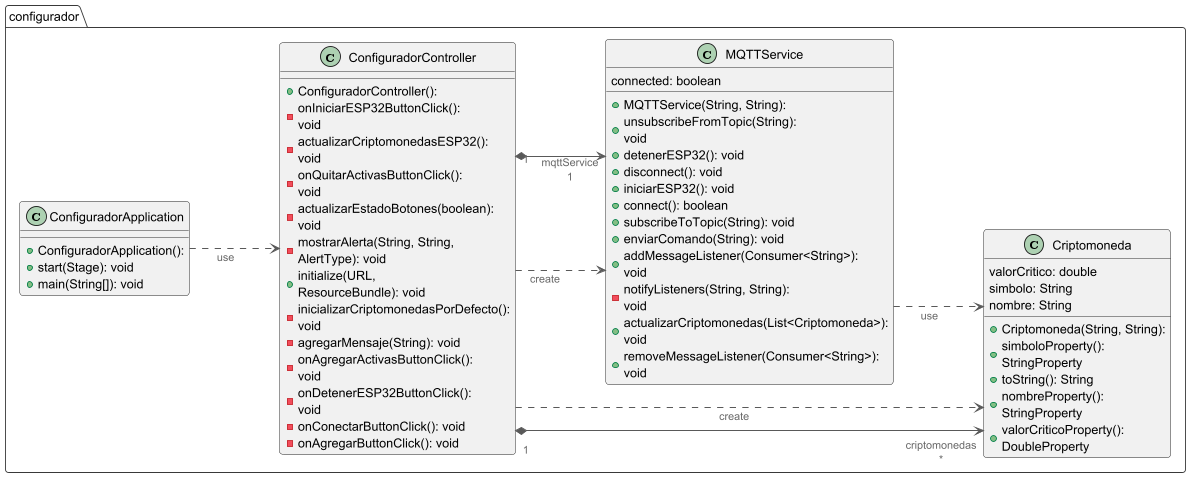 configurador
C ConfiguradorApplication
ConfiguradorApplication():
start(Stage): void
main(String[]): void
use
C ConfiguradorController
ConfiguradorController():
onIniciarESP32ButtonClick():
void
actualizarCriptomonedasESP32():
void
onQuitarActivasButtonClick():
void
actualizarEstadoBotones(boolean):
void
mostrarAlerta(String, String,
AlertType): void
initialize(URL,
ResourceBundle): void
inicializarCriptomonedasPorDefecto():
void
agregarMensaje(String): void
onAgregarActivasButtonClick():
void
onDetenerESP32ButtonClick():
void
onConectarButtonClick(): void
onAgregarButtonClick(): void
1
mqttService
1
create
create
1
criptomonedas
*
C MQTTService
connected: boolean
MQTTService(String, String):
unsubscribeFromTopic(String):
void
detenerESP32(): void
disconnect(): void
iniciarESP32(): void
connect(): boolean
subscribeToTopic(String): void
enviarComando(String): void
addMessageListener(Consumer<String>):
void
notifyListeners(String, String):
void
actualizarCriptomonedas(List<Criptomoneda>):
void
removeMessageListener(Consumer<String>):
void
use
C Criptomoneda
valorCritico: double
simbolo: String
nombre: String
Criptomoneda(String, String):
simboloProperty():
StringProperty
toString(): String
nombreProperty():
StringProperty
valorCriticoProperty():
DoubleProperty